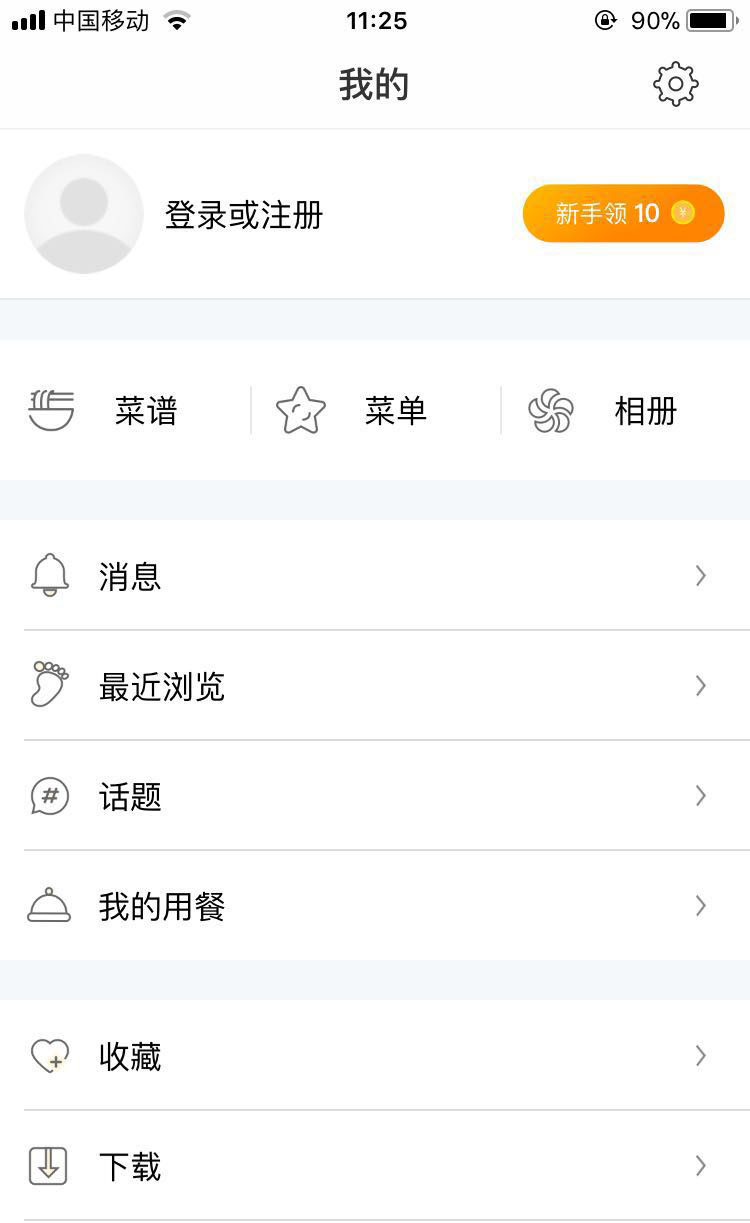 中国移动 11:25 90%
我的
登录或注册 新手领 10 ¥
菜谱 菜单 相册
消息
最近浏览
# 话题
我的用餐
收藏
下载